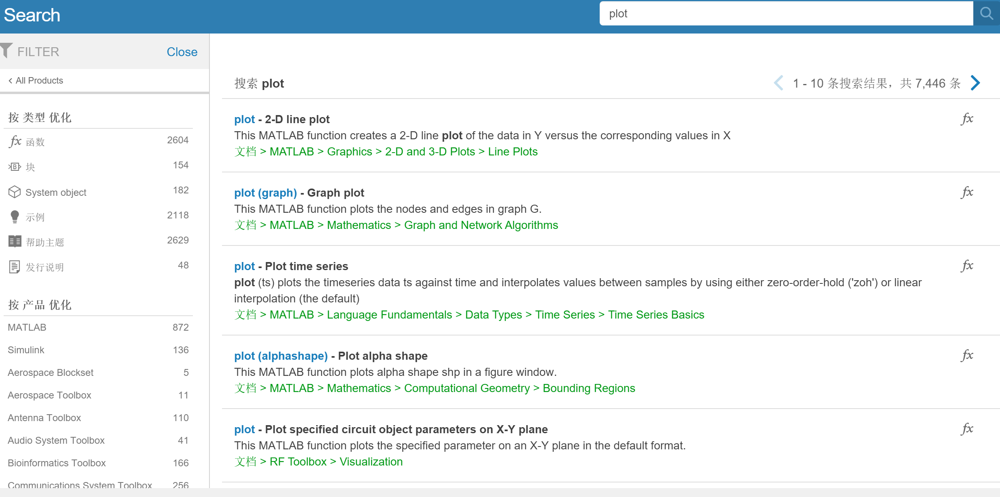 Search
plot
FILTER Close
‹ All Products
按 类型 优化
fx 函数 2604
B 块 154
System object 182
示例 2118
帮助主题 2629
发行说明 48
按 产品 优化
MATLAB 872
Simulink 136
Aerospace Blockset 5
Aerospace Toolbox 11
Antenna Toolbox 110
Audio System Toolbox 41
Bioinformatics Toolbox 166
Communications System Toolbox 256
搜索 plot
1 - 10 条搜索结果，共 7,446 条
plot - 2-D line plot fx
This MATLAB function creates a 2-D line plot of the data in Y versus the corresponding values in X
文档 > MATLAB > Graphics > 2-D and 3-D Plots > Line Plots
plot (graph) - Graph plot fx
This MATLAB function plots the nodes and edges in graph G.
文档 > MATLAB > Mathematics > Graph and Network Algorithms
plot - Plot time series fx
plot (ts) plots the timeseries data ts against time and interpolates values between samples by using either zero-order-hold ('zoh') or linear
interpolation (the default)
文档 > MATLAB > Language Fundamentals > Data Types > Time Series > Time Series Basics
plot (alphashape) - Plot alpha shape fx
This MATLAB function plots alpha shape shp in a figure window.
文档 > MATLAB > Mathematics > Computational Geometry > Bounding Regions
plot - Plot specified circuit object parameters on X-Y plane fx
This MATLAB function plots the specified parameter on an X-Y plane in the default format.
文档 > RF Toolbox > Visualization